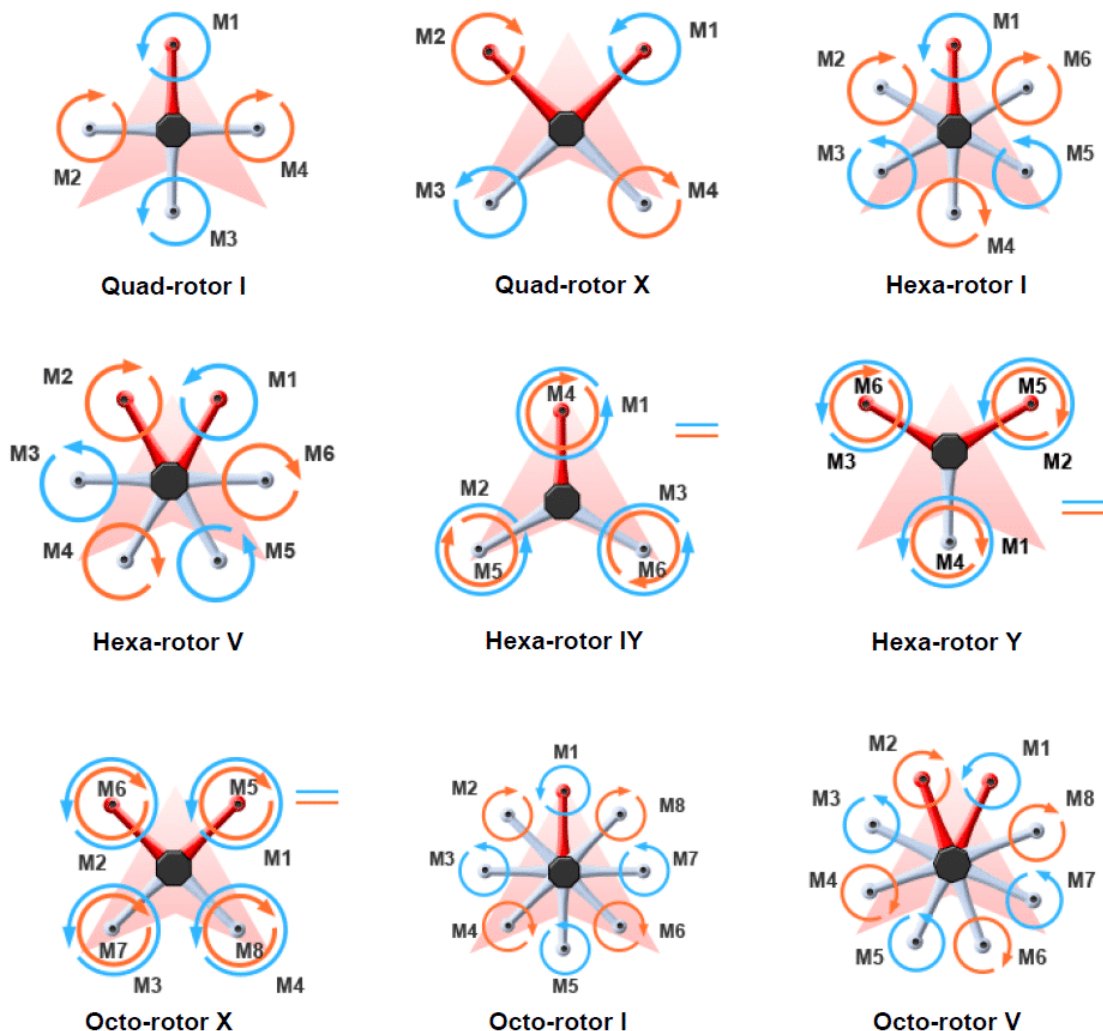 M1
M2
M4
M3
Quad-rotor I
M2
M1
M3
M4
Quad-rotor X
M1
M2
M6
M3
M5
M4
Hexa-rotor I
M2
M1
M3
M6
M4
M5
Hexa-rotor V
M4
M1
M2
M3
M5
M6
Hexa-rotor IY
M6
M5
M3
M2
M1
M4
Hexa-rotor Y
M6
M5
M2
M1
M7
M8
M3
M4
Octo-rotor X
M1
M2
M8
M3
M7
M4
M6
M5
Octo-rotor I
M2
M1
M3
M8
M4
M7
M5
M6
Octo-rotor V